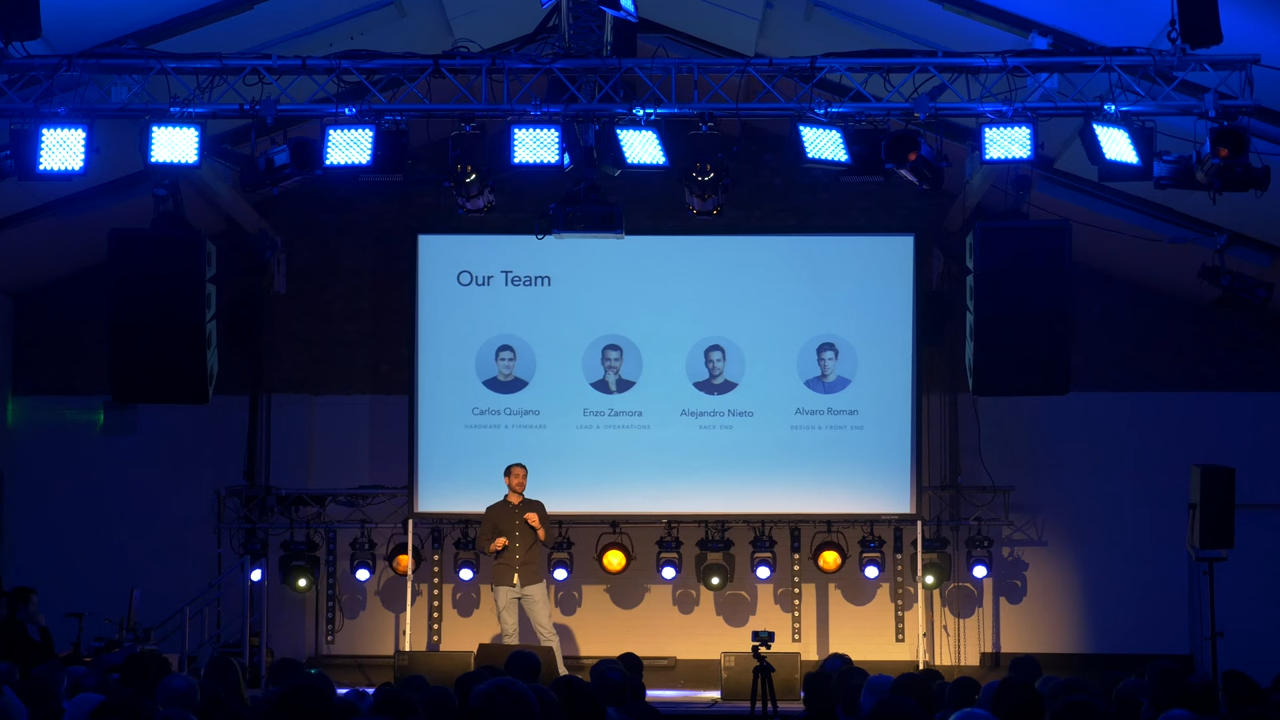 Our Team
Carlos Quijano
Enzo Zamora
Alejandro Nieto
Alvaro Roman
HARDWARE & FIRMWARE
LEAD & OPERATIONS
BACK END
DESIGN & FRONT END